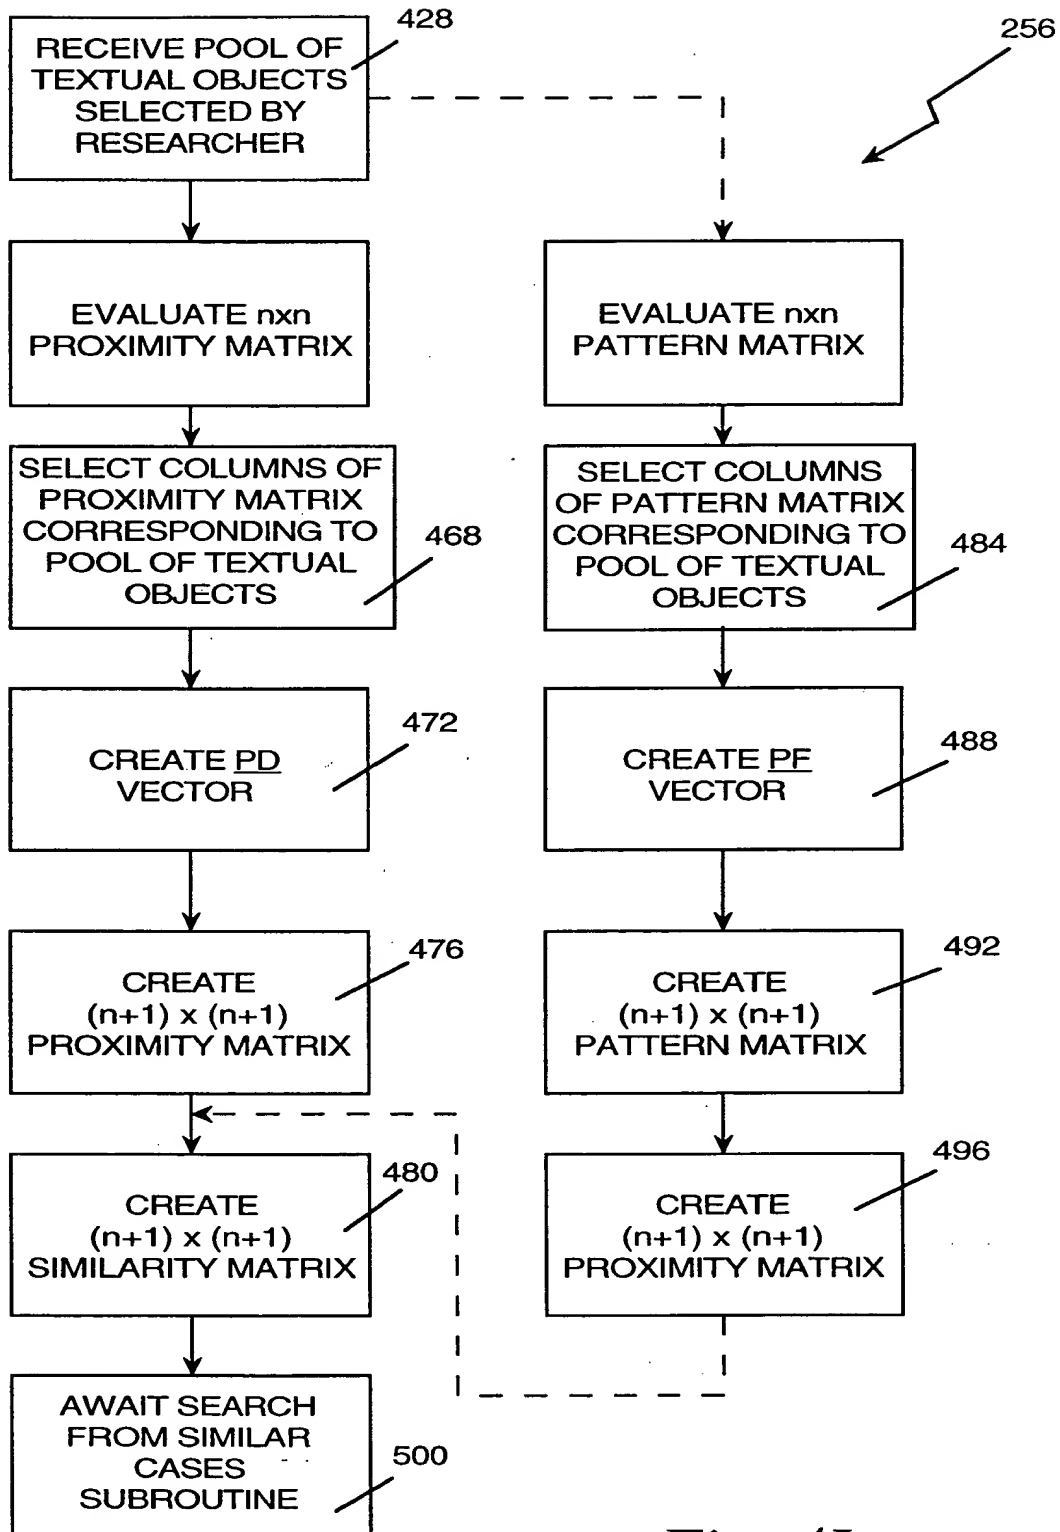 428
256
RECEIVE POOL OF
TEXTUAL OBJECTS
SELECTED BY
RESEARCHER
EVALUATE nxn
PROXIMITY MATRIX
EVALUATE nxn
PATTERN MATRIX
SELECT COLUMNS OF
PROXIMITY MATRIX
CORRESPONDING TO
POOL OF TEXTUAL
OBJECTS
468
SELECT COLUMNS
OF PATTERN MATRIX
CORRESPONDING TO
POOL OF TEXTUAL
OBJECTS
484
CREATE PD
VECTOR
472
CREATE PF
VECTOR
488
CREATE
(n+1) x (n+1)
PROXIMITY MATRIX
476
CREATE
(n+1) x (n+1)
PATTERN MATRIX
492
CREATE
(n+1) x (n+1)
SIMILARITY MATRIX
480
CREATE
(n+1) x (n+1)
PROXIMITY MATRIX
496
AWAIT SEARCH
FROM SIMILAR
CASES
SUBROUTINE
500